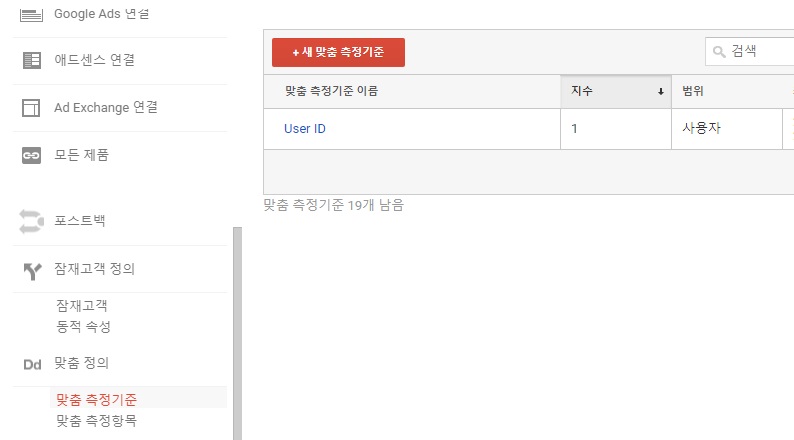 Google Ads 연결
애드센스 연결
Ad Exchange 연결
모든 제품
포스트백
잠재고객 정의
잠재고객
동적 속성
Dd 맞춤 정의
맞춤 측정기준
맞춤 측정항목
+ 새 맞춤 측정기준
검색
맞춤 측정기준 이름 지수 범위
User ID 1 사용자
맞춤 측정기준 19개 남음